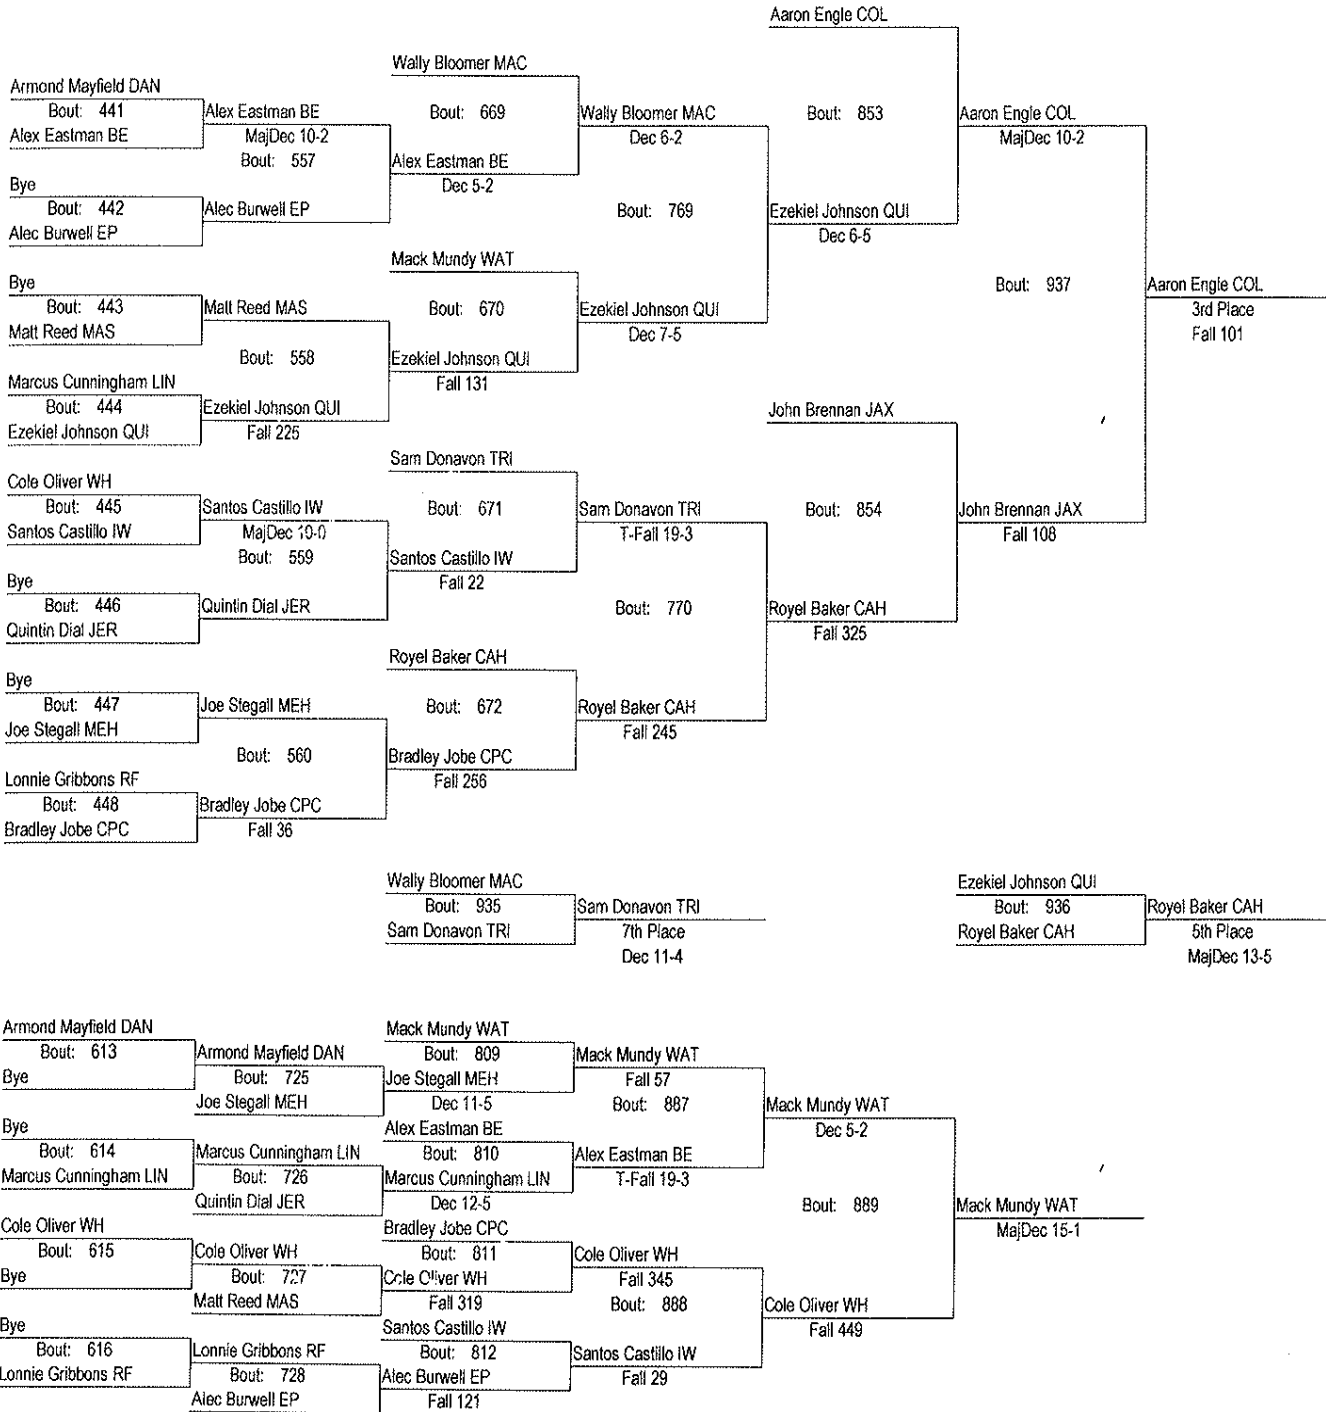 Aaron Engle COL
Wally Bloomer MAC
Armond Mayfield DAN
Bout: 441
Alex Eastman BE
Alex Eastman BE
MajDec 10-2
Bout: 557
Bye
Bout: 442
Alec Burwell EP
Alec Burwell EP
Bout: 669
Alex Eastman BE
Dec 5-2
Wally Bloomer MAC
Dec 6-2
Bout: 769
Bout: 853
Ezekiel Johnson QUI
Dec 6-5
Aaron Engle COL
MajDec 10-2
Bye
Bout: 443
Matt Reed MAS
Matt Reed MAS
Bout: 558
Marcus Cunningham LIN
Bout: 444
Ezekiel Johnson QUI
Ezekiel Johnson QUI
Fall 225
Mack Mundy WAT
Bout: 670
Ezekiel Johnson QUI
Fall 131
Ezekiel Johnson QUI
Dec 7-5
Bout: 937
Aaron Engle COL
3rd Place
Fall 101
John Brennan JAX
Cole Oliver WH
Bout: 445
Santos Castillo IW
Santos Castillo IW
MajDec 10-0
Bout: 559
Bye
Bout: 446
Quintin Dial JER
Quintin Dial JER
Sam Donavon TRI
Bout: 671
Santos Castillo IW
Fall 22
Sam Donavon TRI
T-Fall 19-3
Bout: 770
Bout: 854
Royel Baker CAH
Fall 325
John Brennan JAX
Fall 108
Bye
Bout: 447
Joe Stegall MEH
Joe Stegall MEH
Bout: 560
Lonnie Gribbons RF
Bout: 448
Bradley Jobe CPC
Bradley Jobe CPC
Fall 36
Royel Baker CAH
Bout: 672
Bradley Jobe CPC
Fall 256
Royel Baker CAH
Fall 245
Wally Bloomer MAC
Bout: 935
Sam Donavon TRI
Sam Donavon TRI
7th Place
Dec 11-4
Ezekiel Johnson QUI
Bout: 936
Royel Baker CAH
Royel Baker CAH
5th Place
MajDec 13-5
Armond Mayfield DAN
Bout: 613
Bye
Armond Mayfield DAN
Bout: 725
Joe Stegall MEH
Mack Mundy WAT
Bout: 809
Joe Stegall MEH
Dec 11-5
Mack Mundy WAT
Fall 57
Bout: 887
Bye
Bout: 614
Marcus Cunningham LIN
Marcus Cunningham LIN
Bout: 726
Quintin Dial JER
Alex Eastman BE
Bout: 810
Marcus Cunningham LIN
Dec 12-5
Alex Eastman BE
T-Fall 19-3
Mack Mundy WAT
Dec 5-2
Bout: 889
Mack Mundy WAT
MajDec 15-1
Cole Oliver WH
Bout: 615
Bye
Cole Oliver WH
Bout: 727
Matt Reed MAS
Bradley Jobe CPC
Bout: 811
Cole Oliver WH
Fall 319
Cole Oliver WH
Fall 345
Bout: 888
Cole Oliver WH
Fall 449
Bye
Bout: 616
Lonnie Gribbons RF
Lonnie Gribbons RF
Bout: 728
Alec Burwell EP
Santos Castillo IW
Bout: 812
Alec Burwell EP
Fall 121
Santos Castillo IW
Fall 29